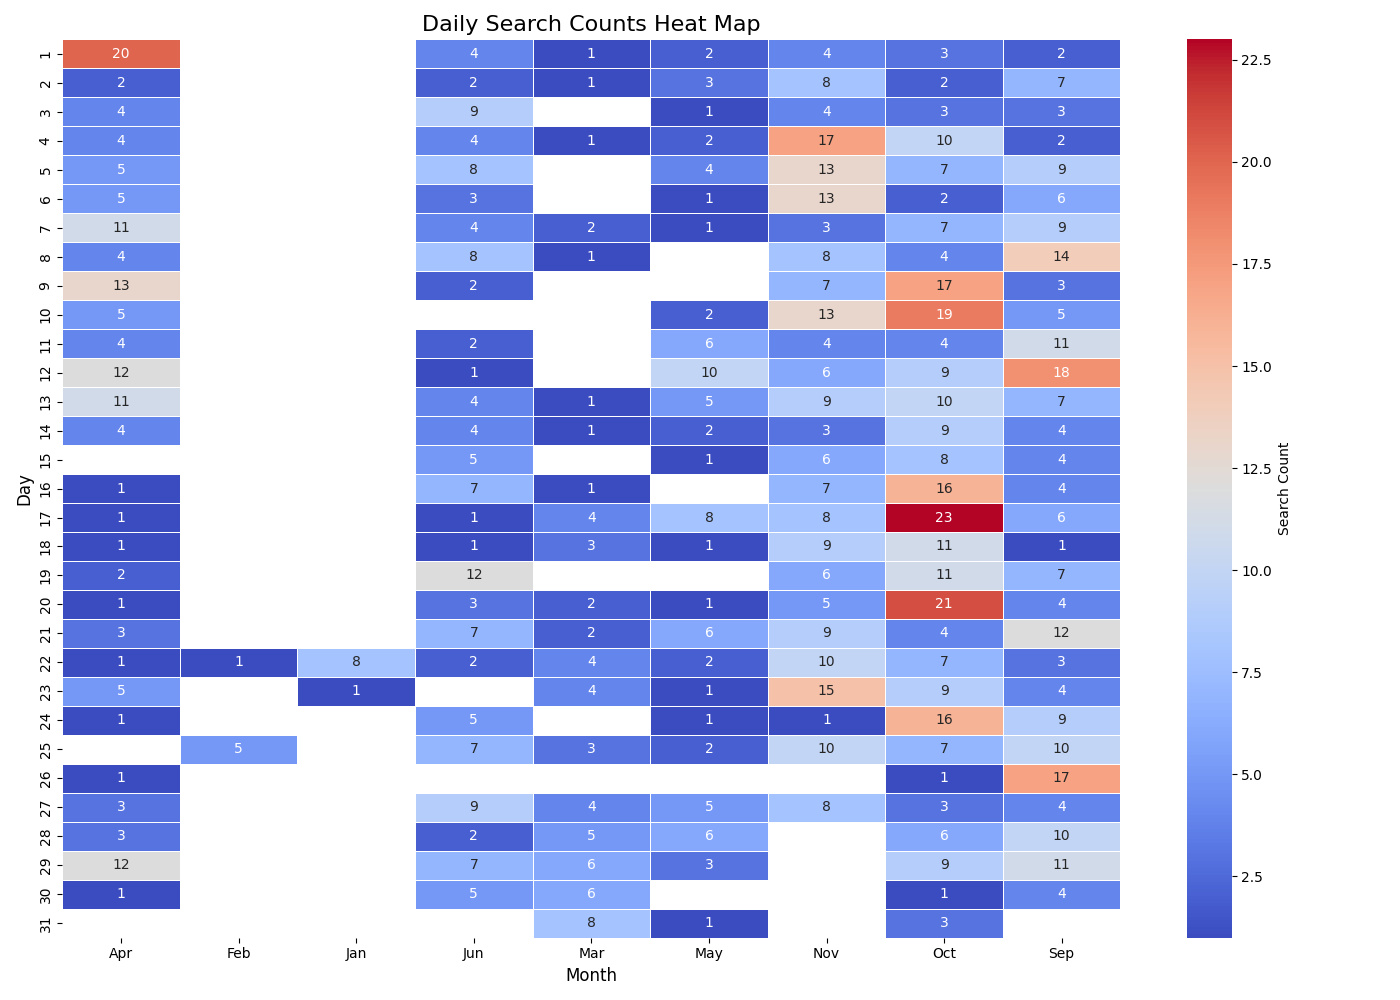 Daily Search Counts Heat Map
1 20 4 1 2 4 3 2
2 2 2 1 3 8 2 7
3 4 9 1 4 3 3
4 4 4 1 2 17 10 2
5 5 8 4 13 7 9
6 5 3 1 13 2 6
7 11 4 2 1 3 7 9
8 4 8 1 8 4 14
9 13 2 7 17 3
10 5 2 13 19 5
11 4 2 6 4 4 11
12 12 1 10 6 9 18
13 11 4 1 5 9 10 7
14 4 4 1 2 3 9 4
15 5 1 6 8 4
16 1 7 1 7 16 4
17 1 1 4 8 8 23 6
18 1 1 3 1 9 11 1
19 2 12 6 11 7
20 1 3 2 1 5 21 4
21 3 7 2 6 9 4 12
22 1 1 8 2 4 2 10 7 3
23 5 1 4 1 15 9 4
24 1 5 1 1 16 9
25 5 7 3 2 10 7 10
26 1 1 17
27 3 9 4 5 8 3 4
28 3 2 5 6 6 10
29 12 7 6 3 9 11
30 1 5 6 1 4
31 8 1 3
Apr Feb Jan Jun Mar May Nov Oct Sep
Month
Day
22.5
20.0
17.5
15.0
12.5
10.0
7.5
5.0
2.5
Search Count